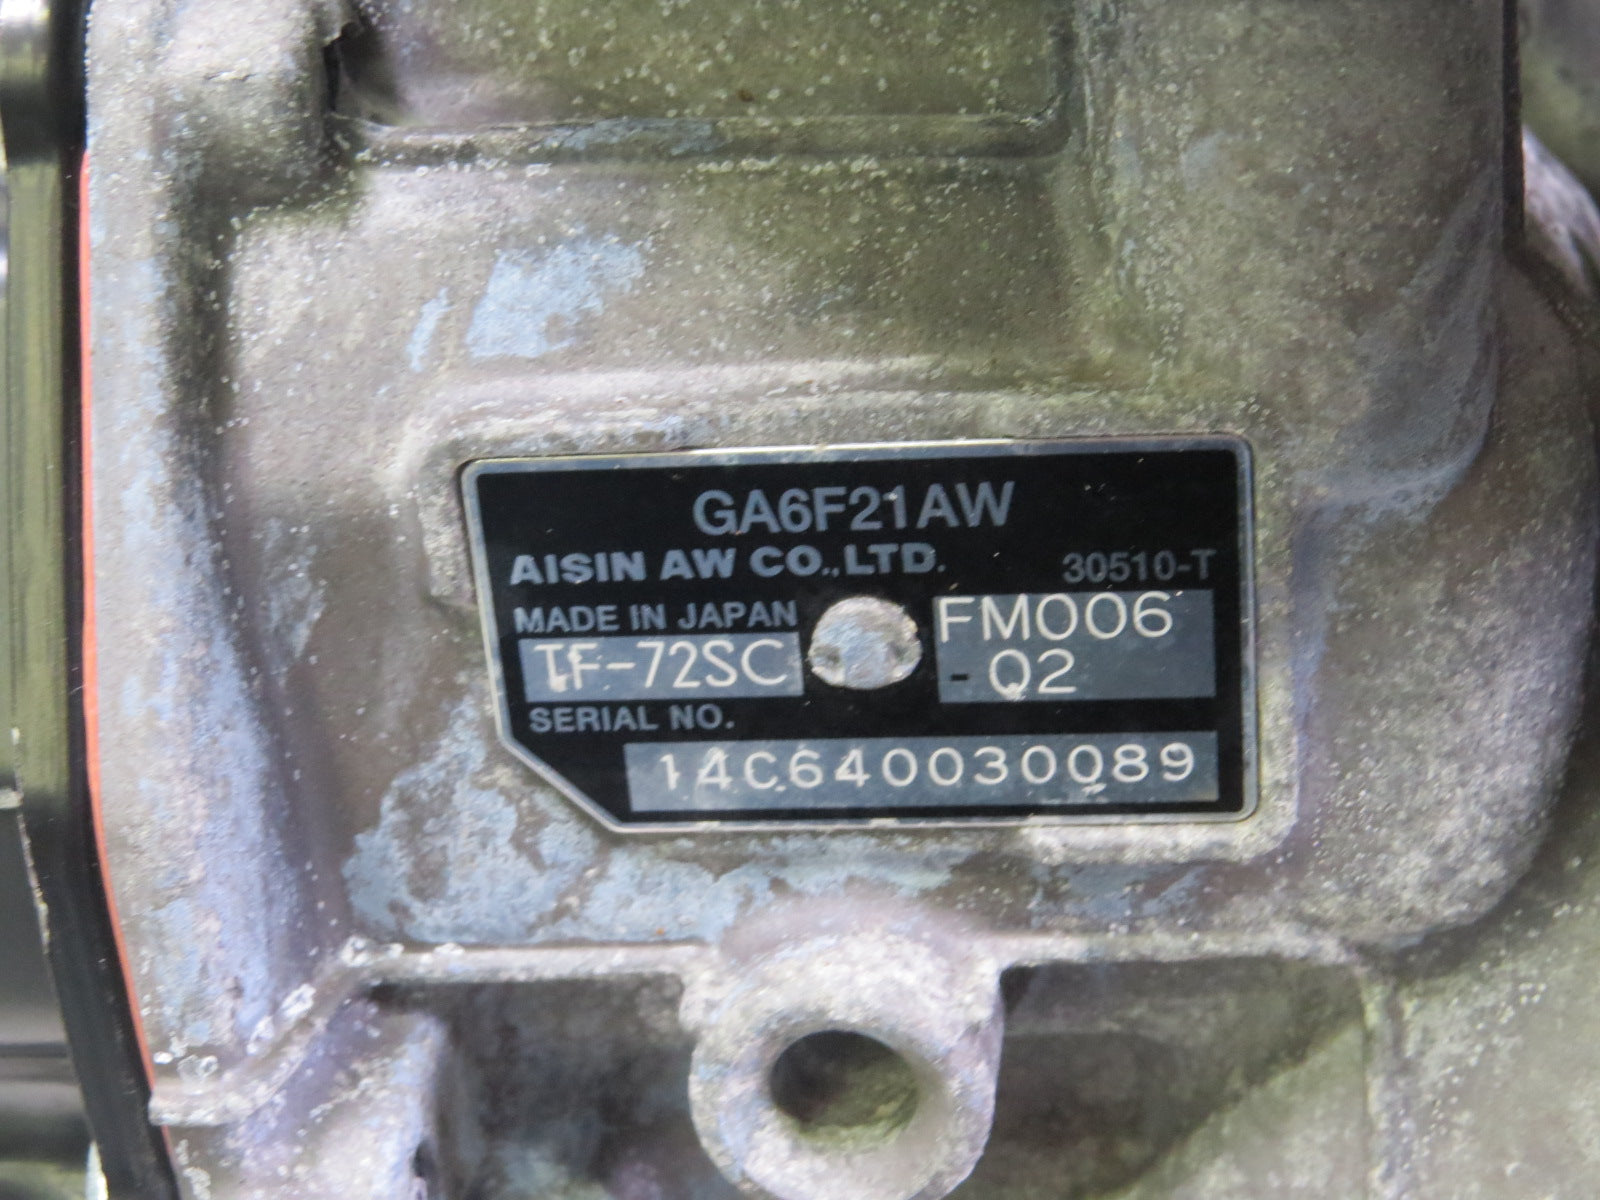 GA6F21AW
AISIN AW CO.,LTD.
30510-T
MADE IN JAPAN
TF-72SC
FM006
- Q2
SERIAL NO.
14C640030089